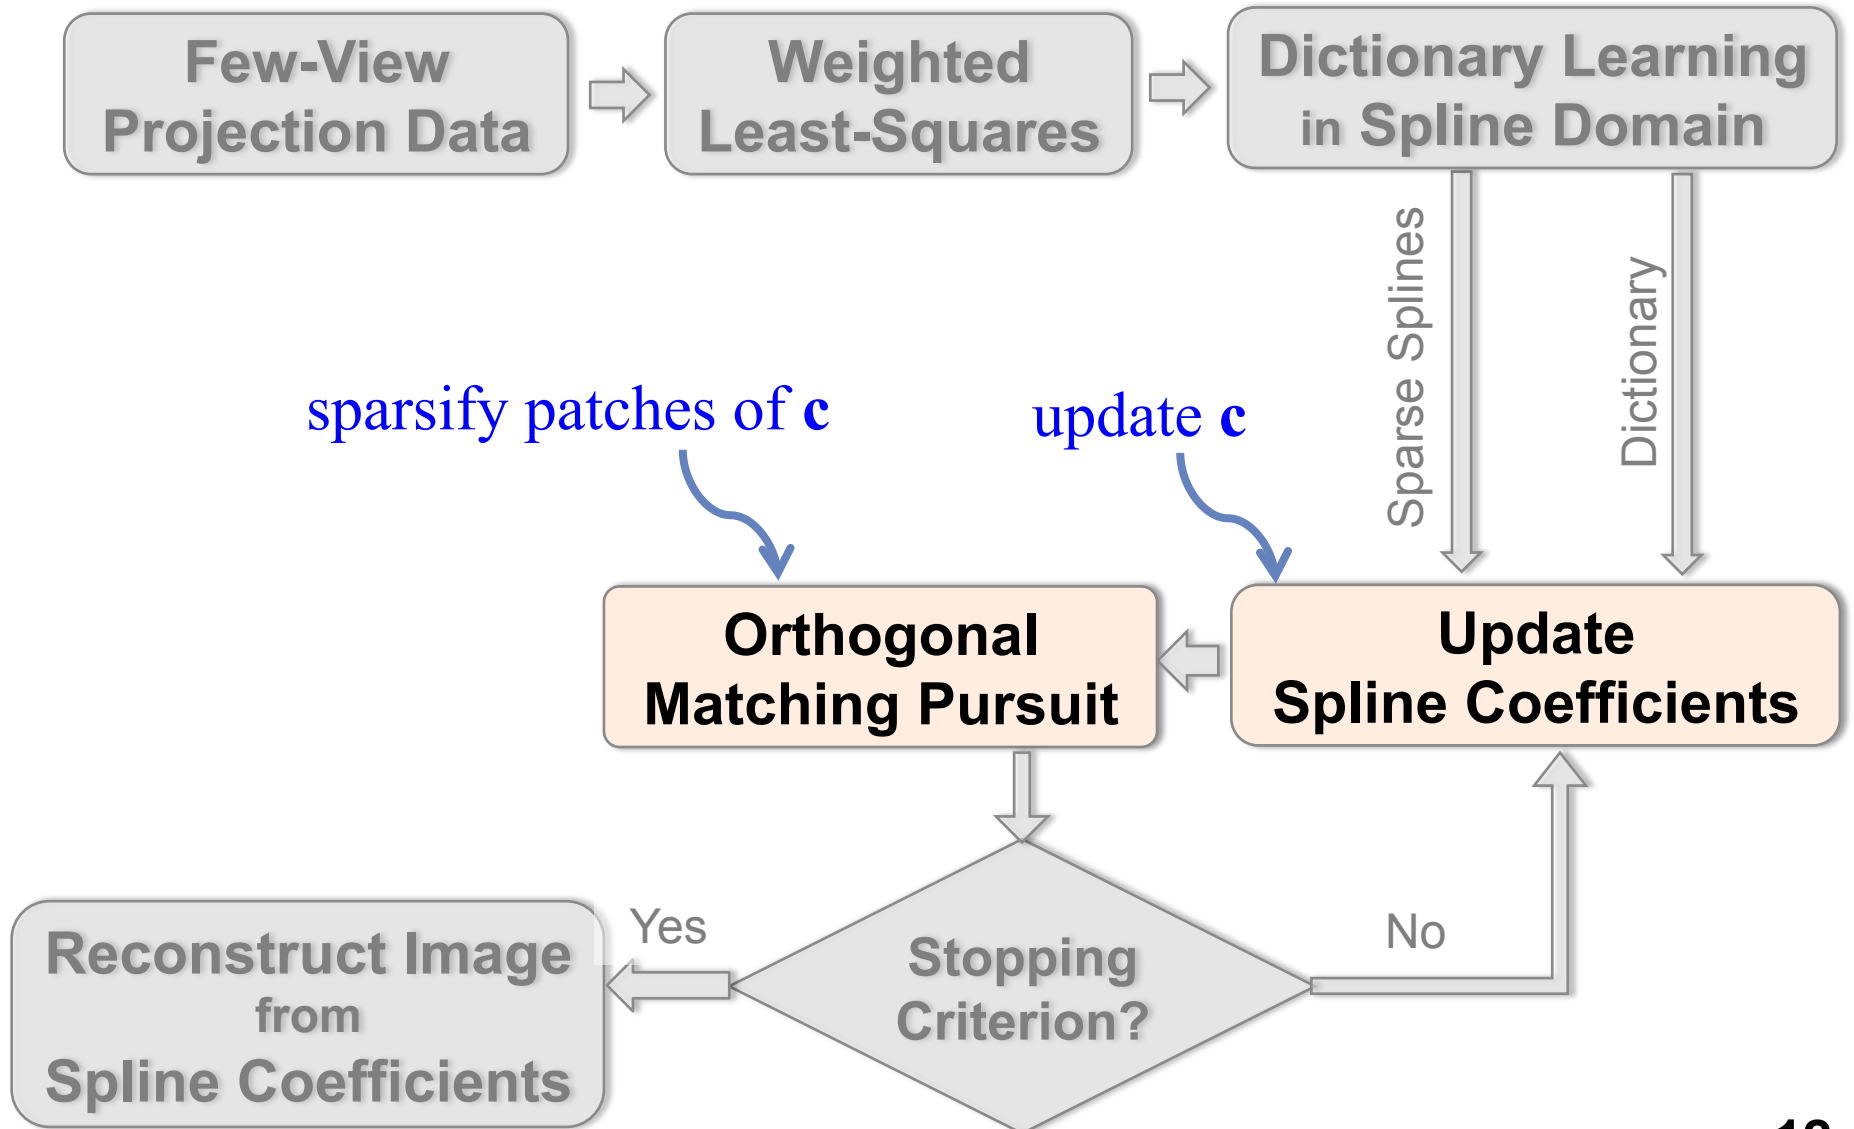 Few-View
Projection Data
Weighted
Least-Squares
Dictionary Learning
in Spline Domain
Sparse Splines
Dictionary
sparsify patches of c
update c
Orthogonal
Matching Pursuit
Update
Spline Coefficients
Stopping
Criterion?
Yes
No
Reconstruct Image
from
Spline Coefficients